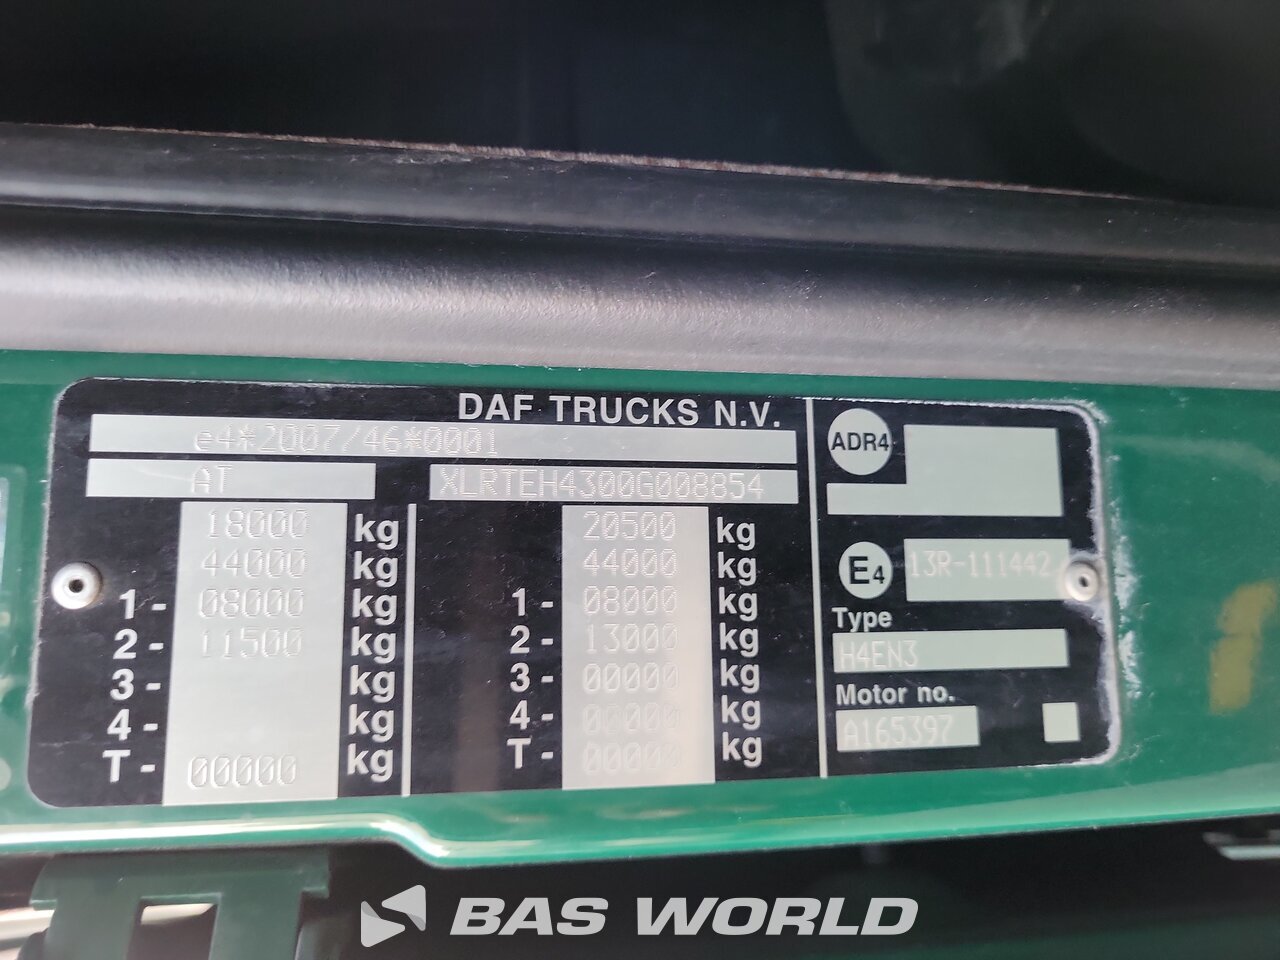 DAF TRUCKS N.V.
e4*2007/46*0001
AT
XLRTEH4300G008854
18000 kg
44000 kg
1 - 08000 kg
2 - 11500 kg
3 - kg
4 - kg
T - 00000 kg
20500 kg
44000 kg
1 - 08000 kg
2 - 13000 kg
3 - 00000 kg
4 - 00000 kg
T - 00000 kg
ADR4
E4 13R-111442
Type
H4EN3
Motor no.
A165397
BAS WORLD